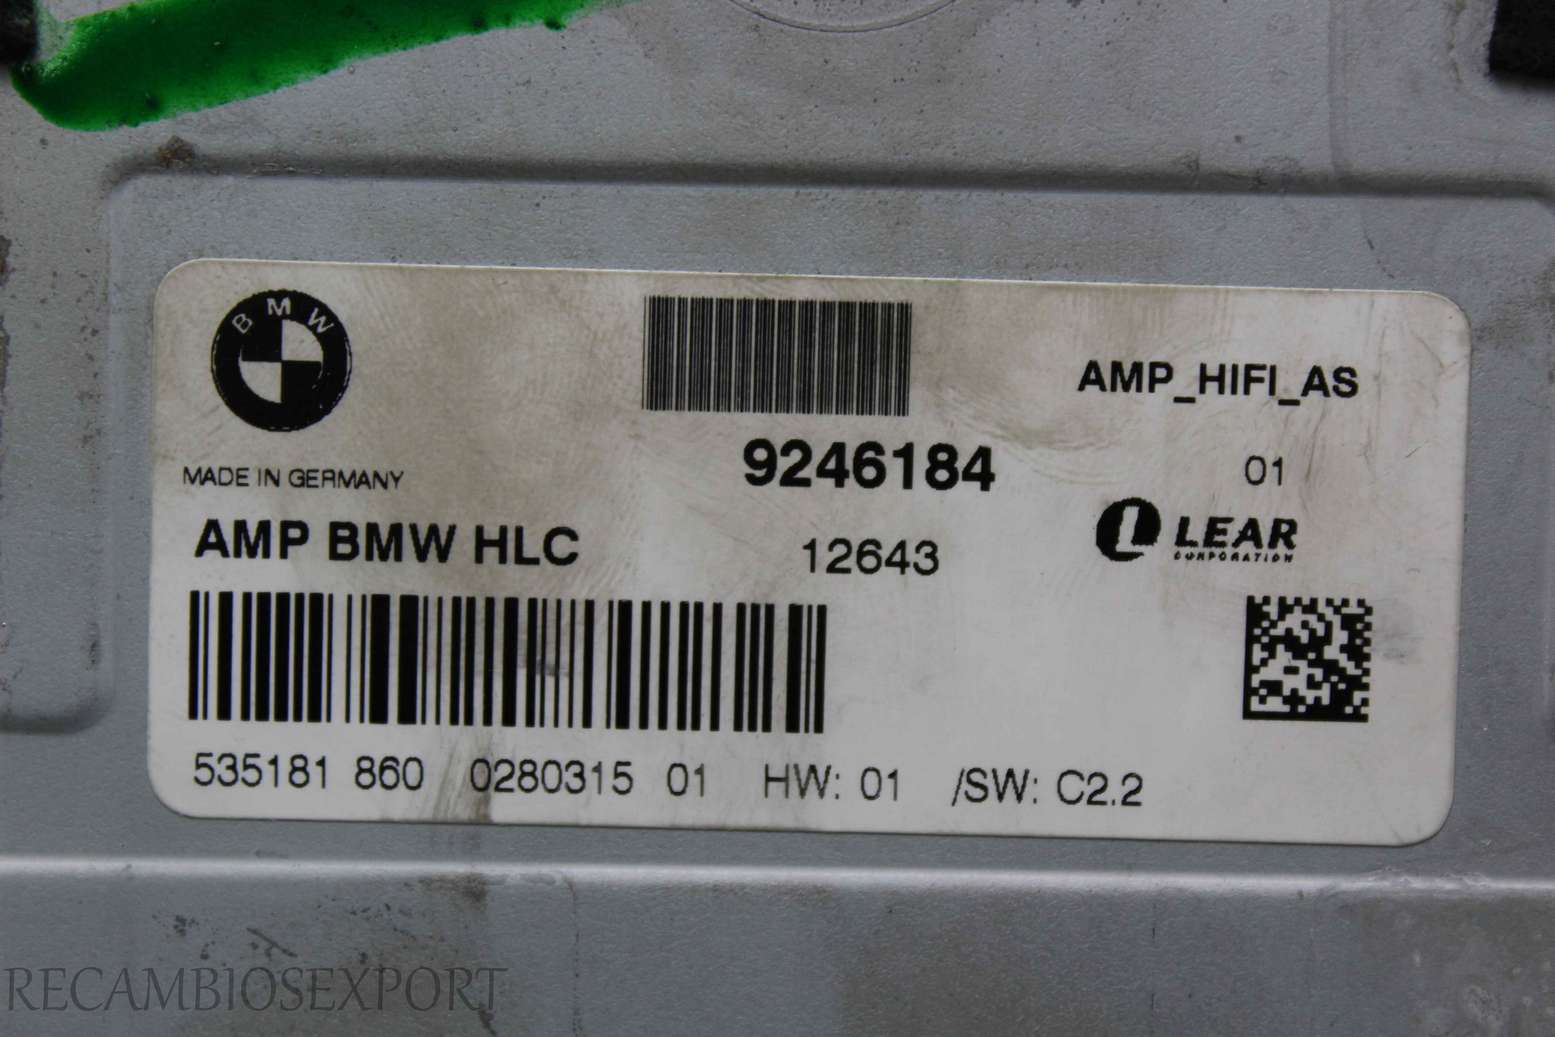 BMW
MADE IN GERMANY
AMP_HIFI_AS
9246184
01
AMP BMW HLC
12643
LEAR
CORPORATION
535181 860 0280315 01 HW: 01 /SW: C2.2
RECAMBIOSEXPORT